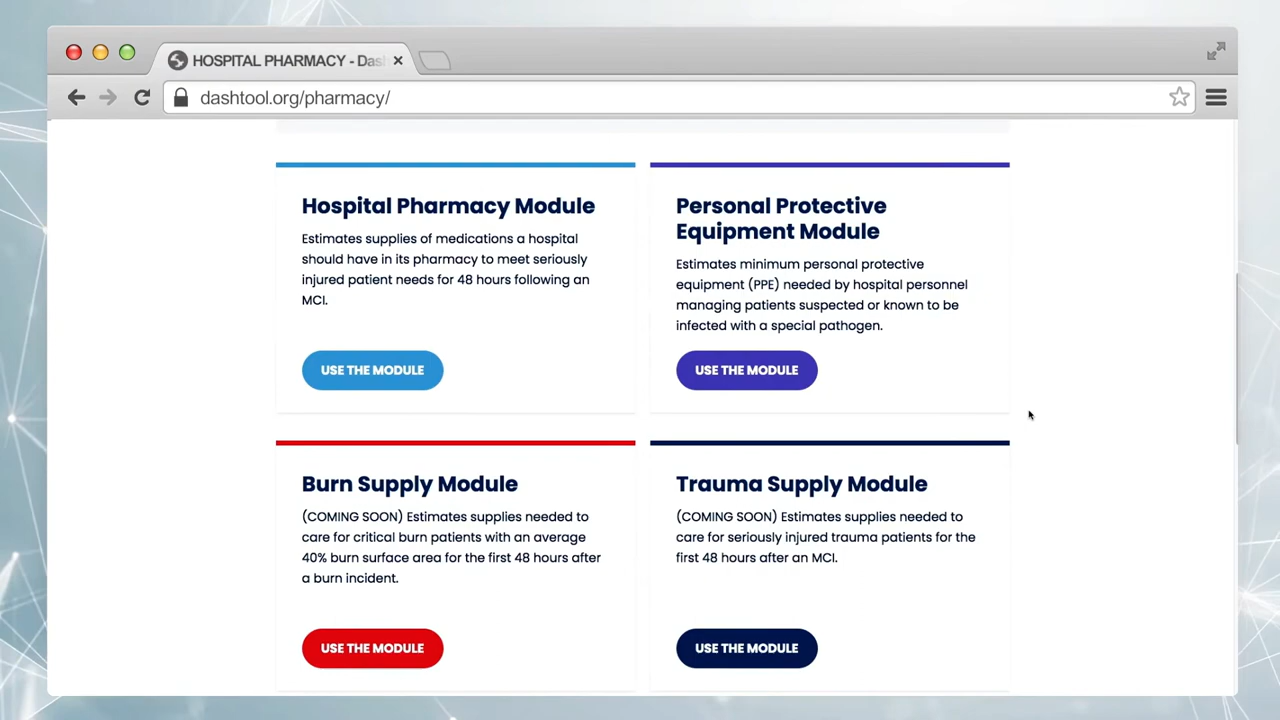 HOSPITAL PHARMACY - Das
dashtool.org/pharmacy/
Hospital Pharmacy Module
Estimates supplies of medications a hospital
should have in its pharmacy to meet seriously
injured patient needs for 48 hours following an
MCI.
USE THE MODULE
Personal Protective
Equipment Module
Estimates minimum personal protective
equipment (PPE) needed by hospital personnel
managing patients suspected or known to be
infected with a special pathogen.
USE THE MODULE
Burn Supply Module
(COMING SOON) Estimates supplies needed to
care for critical burn patients with an average
40% burn surface area for the first 48 hours after
a burn incident.
USE THE MODULE
Trauma Supply Module
(COMING SOON) Estimates supplies needed to
care for seriously injured trauma patients for the
first 48 hours after an MCI.
USE THE MODULE